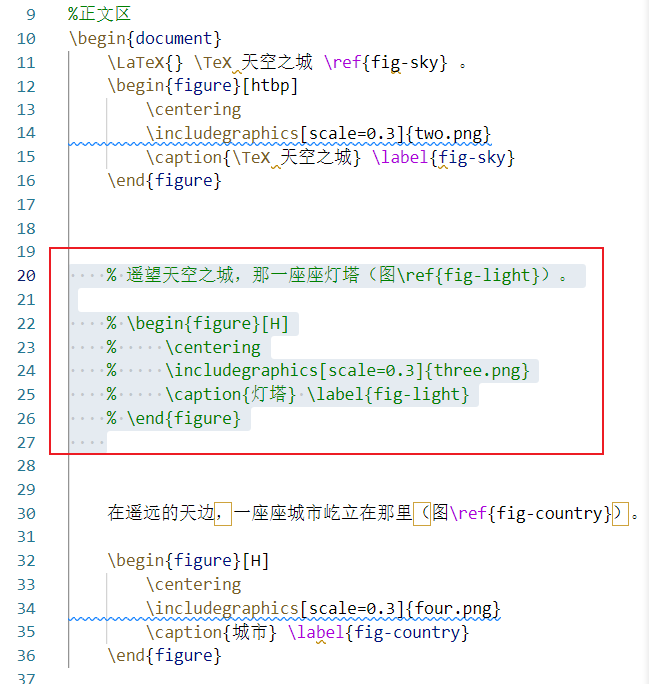 9 %正文区
10 \begin{document}
11 \LaTeX{} \TeX 天空之城 \ref{fig-sky} 。
12 \begin{figure}[htbp]
13 \centering
14 \includegraphics[scale=0.3]{two.png}
15 \caption{\TeX 天空之城} \label{fig-sky}
16 \end{figure}
17
18
19
20 % 遥望天空之城，那一座座灯塔（图\ref{fig-light}）。
21
22 % \begin{figure}[H]
23 % \centering
24 % \includegraphics[scale=0.3]{three.png}
25 % \caption{灯塔} \label{fig-light}
26 % \end{figure}
27
28
29
30 在遥远的天边，一座座城市屹立在那里（图\ref{fig-country}）。
31
32 \begin{figure}[H]
33 \centering
34 \includegraphics[scale=0.3]{four.png}
35 \caption{城市} \label{fig-country}
36 \end{figure}
37